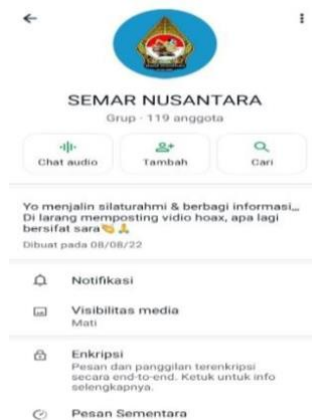 SEMAR NUSANTARA
Grup · 119 anggota
Chat audio
Tambah
Cari
Yo menjalin silaturahmi & berbagi informasi,,,
Di larang memposting vidio hoax, apa lagi
bersifat sara👏🙏
Dibuat pada 08/08/22
Notifikasi
Visibilitas media
Mati
Enkripsi
Pesan dan panggilan terenkripsi
secara end-to-end. Ketuk untuk info
selengkapnya.
Pesan Sementara